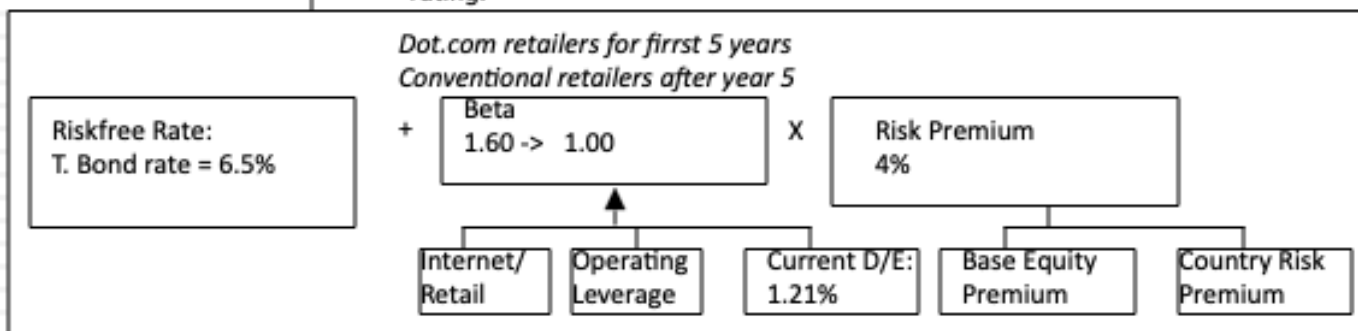 rating.
Dot.com retailers for firrst 5 years
Conventional retailers after year 5
Riskfree Rate:
T. Bond rate = 6.5%
+
Beta
1.60 -> 1.00
X
Risk Premium
4%
Internet/
Retail
Operating
Leverage
Current D/E:
1.21%
Base Equity
Premium
Country Risk
Premium